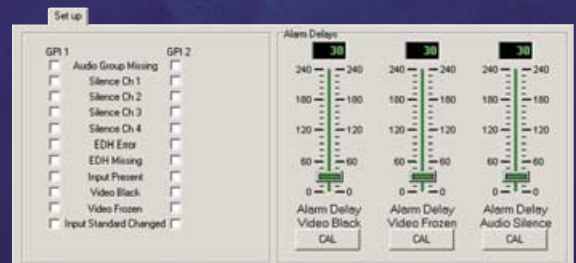 Set up
GPI 1 GPI 2
Audio Group Missing
Silence Ch 1
Silence Ch 2
Silence Ch 3
Silence Ch 4
EDH Error
EDH Missing
Input Present
Video Black
Video Frozen
Input Standard Changed
Alarm Delays
30 30 30
240 240 240 240 240 240
180 180 180 180 180 180
120 120 120 120 120 120
60 60 60 60 60 60
0 0 0 0 0 0
Alarm Delay Alarm Delay Alarm Delay
Video Black Video Frozen Audio Silence
CAL CAL CAL